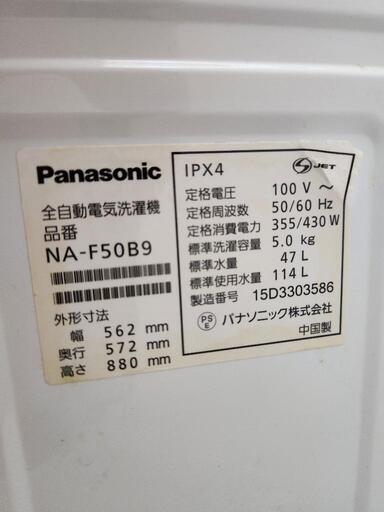 Panasonic
全自動電気洗濯機
品番
NA-F50B9
外形寸法
幅 562 mm
奥行 572 mm
高さ 880 mm
IPX4
S JET
定格電圧 100 V ～
定格周波数 50/60 Hz
定格消費電力 355/430 W
標準洗濯容量 5.0 kg
標準水量 47 L
標準使用水量 114 L
製造番号 15D3303586
PS E パナソニック株式会社
中国製